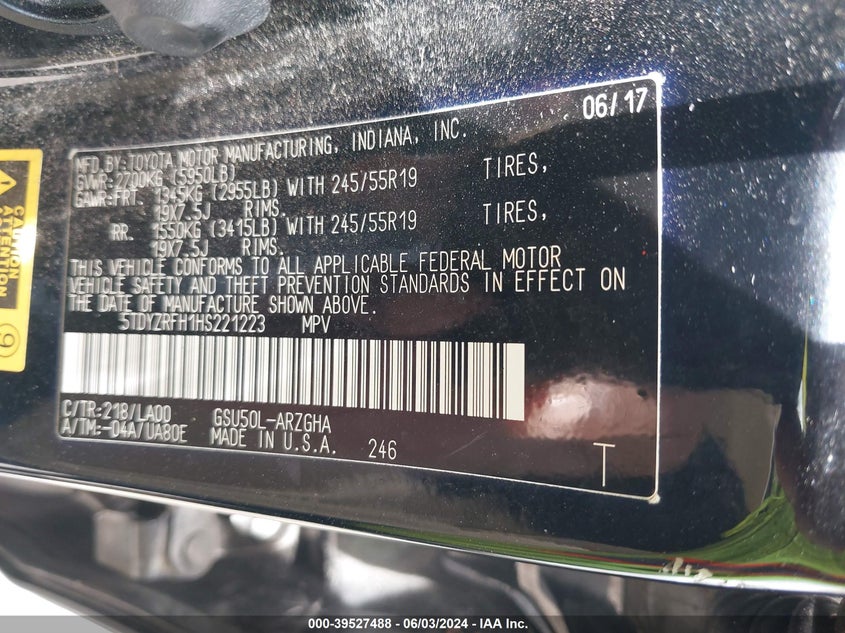 06/17
MFD.BY:TOYOTA MOTOR MANUFACTURING, INDIANA, INC.
GVWR:2700KG (5950LB)
GAWR:FRT. 1345KG (2955LB) WITH 245/55R19 TIRES,
19X7.5J RIMS.
RR. 1550KG (3415LB) WITH 245/55R19 TIRES,
19X7.5J RIMS.
THIS VEHICLE CONFORMS TO ALL APPLICABLE FEDERAL MOTOR
VEHICLE SAFETY AND THEFT PREVENTION STANDARDS IN EFFECT ON
THE DATE OF MANUFACTURE SHOWN ABOVE.
5TDYZRFH1HS221223 MPV
C/TR:218/LA00 GSU50L-ARZGHA
A/TM:-04A/UA80E MADE IN U.S.A. 246
T
CAUTION
ATTENTION
9
000-39527488 - 06/03/2024 - IAA Inc.